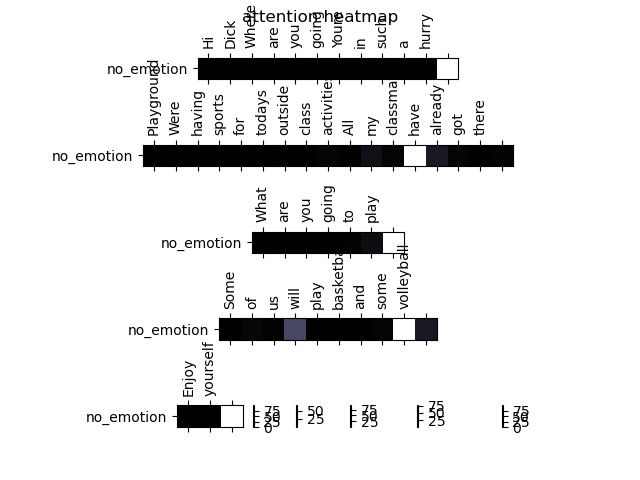 attention heatmap
Hi Dick Where are you going Youre in such a hurry
no_emotion
Playground Were having sports for todays outside class activities All my classma have already got there
no_emotion
What are you going to play
no_emotion
Some of us will play basketba and some volleyball
no_emotion
Enjoy yourself
no_emotion
75 50 25 0
50 25
75 50 25
75 50 25
75 50 25 0